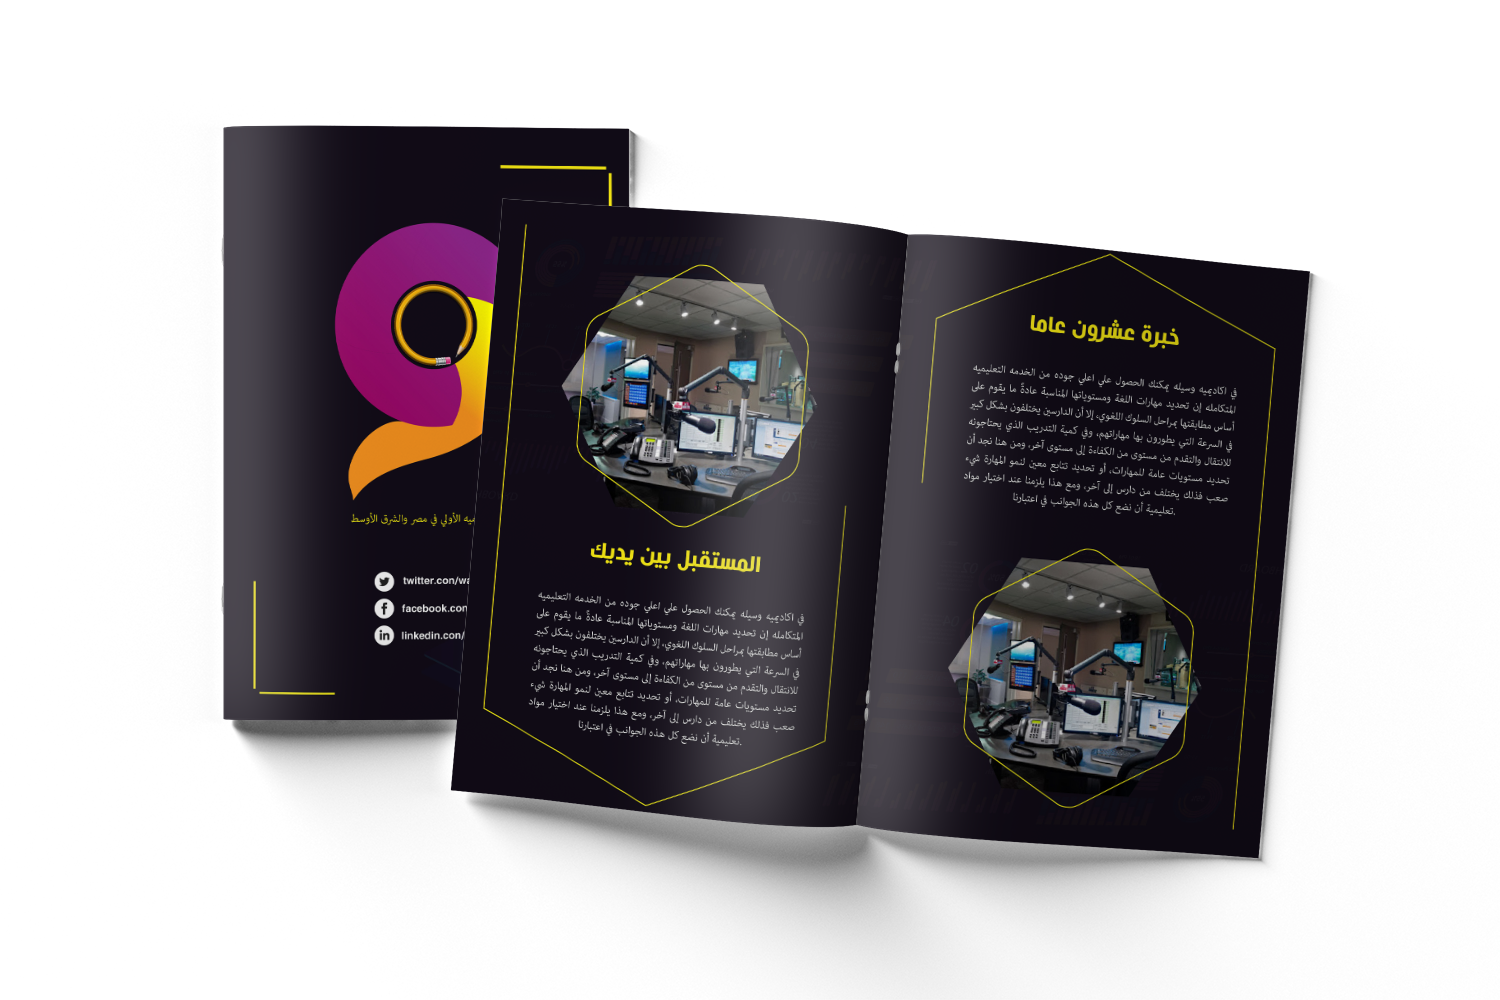 ميه الأولي في مصر والشرق الأوسط
twitter.com/wa
facebook.com
linkedin.com/
المستقبل بين يديك
في اكاديميه وسيله يمكنك الحصول علي اعلي جوده من الخدمه التعليميه
المتكامله إن تحديد مهارات اللغة ومستوياتها المناسبة عادةً ما يقوم على
أساس مطابقتها بمراحل السلوك اللغوي، إلا أن الدارسين يختلفون بشكل كبير
في السرعة التي يطورون بها مهاراتهم، وفي كمية التدريب الذي يحتاجونه
للانتقال والتقدم من مستوى من الكفاءة إلى مستوى آخر، ومن هنا نجد أن
تحديد مستويات عامة للمهارات، أو تحديد تتابع معين لنمو المهارة شيء
صعب فذلك يختلف من دارس إلى آخر، ومع هذا يلزمنا عند اختيار مواد
تعليمية أن نضع كل هذه الجوانب في اعتبارنا.
خبرة عشرون عاما
في اكاديميه وسيله يمكنك الحصول علي اعلي جوده من الخدمه التعليميه
المتكامله إن تحديد مهارات اللغة ومستوياتها المناسبة عادةً ما يقوم على
أساس مطابقتها بمراحل السلوك اللغوي، إلا أن الدارسين يختلفون بشكل كبير
في السرعة التي يطورون بها مهاراتهم، وفي كمية التدريب الذي يحتاجونه
للانتقال والتقدم من مستوى من الكفاءة إلى مستوى آخر، ومن هنا نجد أن
تحديد مستويات عامة للمهارات، أو تحديد تتابع معين لنمو المهارة شيء
صعب فذلك يختلف من دارس إلى آخر، ومع هذا يلزمنا عند اختيار مواد
تعليمية أن نضع كل هذه الجوانب في اعتبارنا.